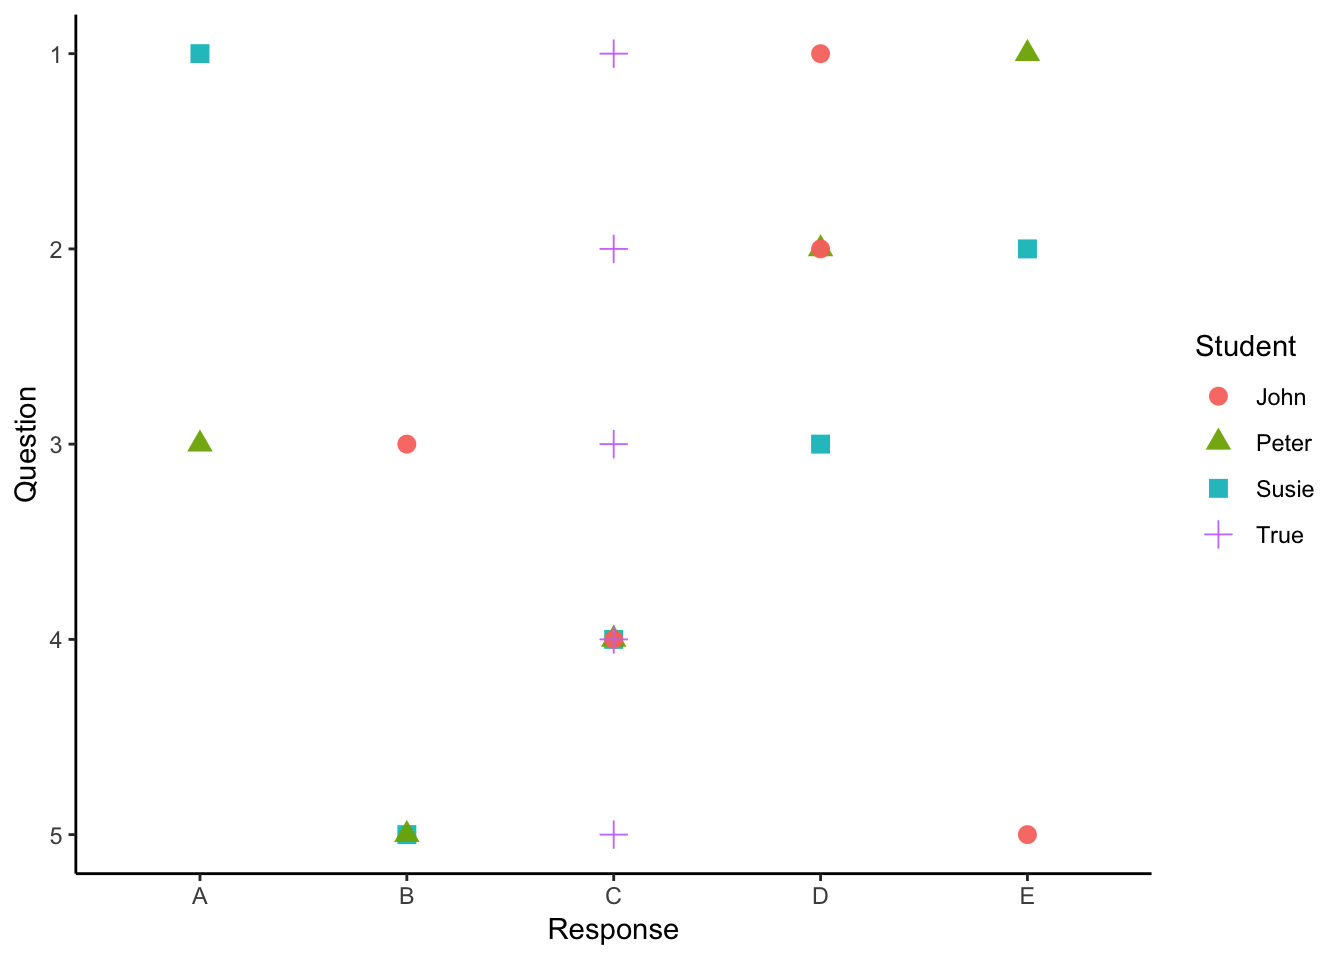 1
2
3
4
5
Question
A B C D E
Response
Student
John
Peter
Susie
True